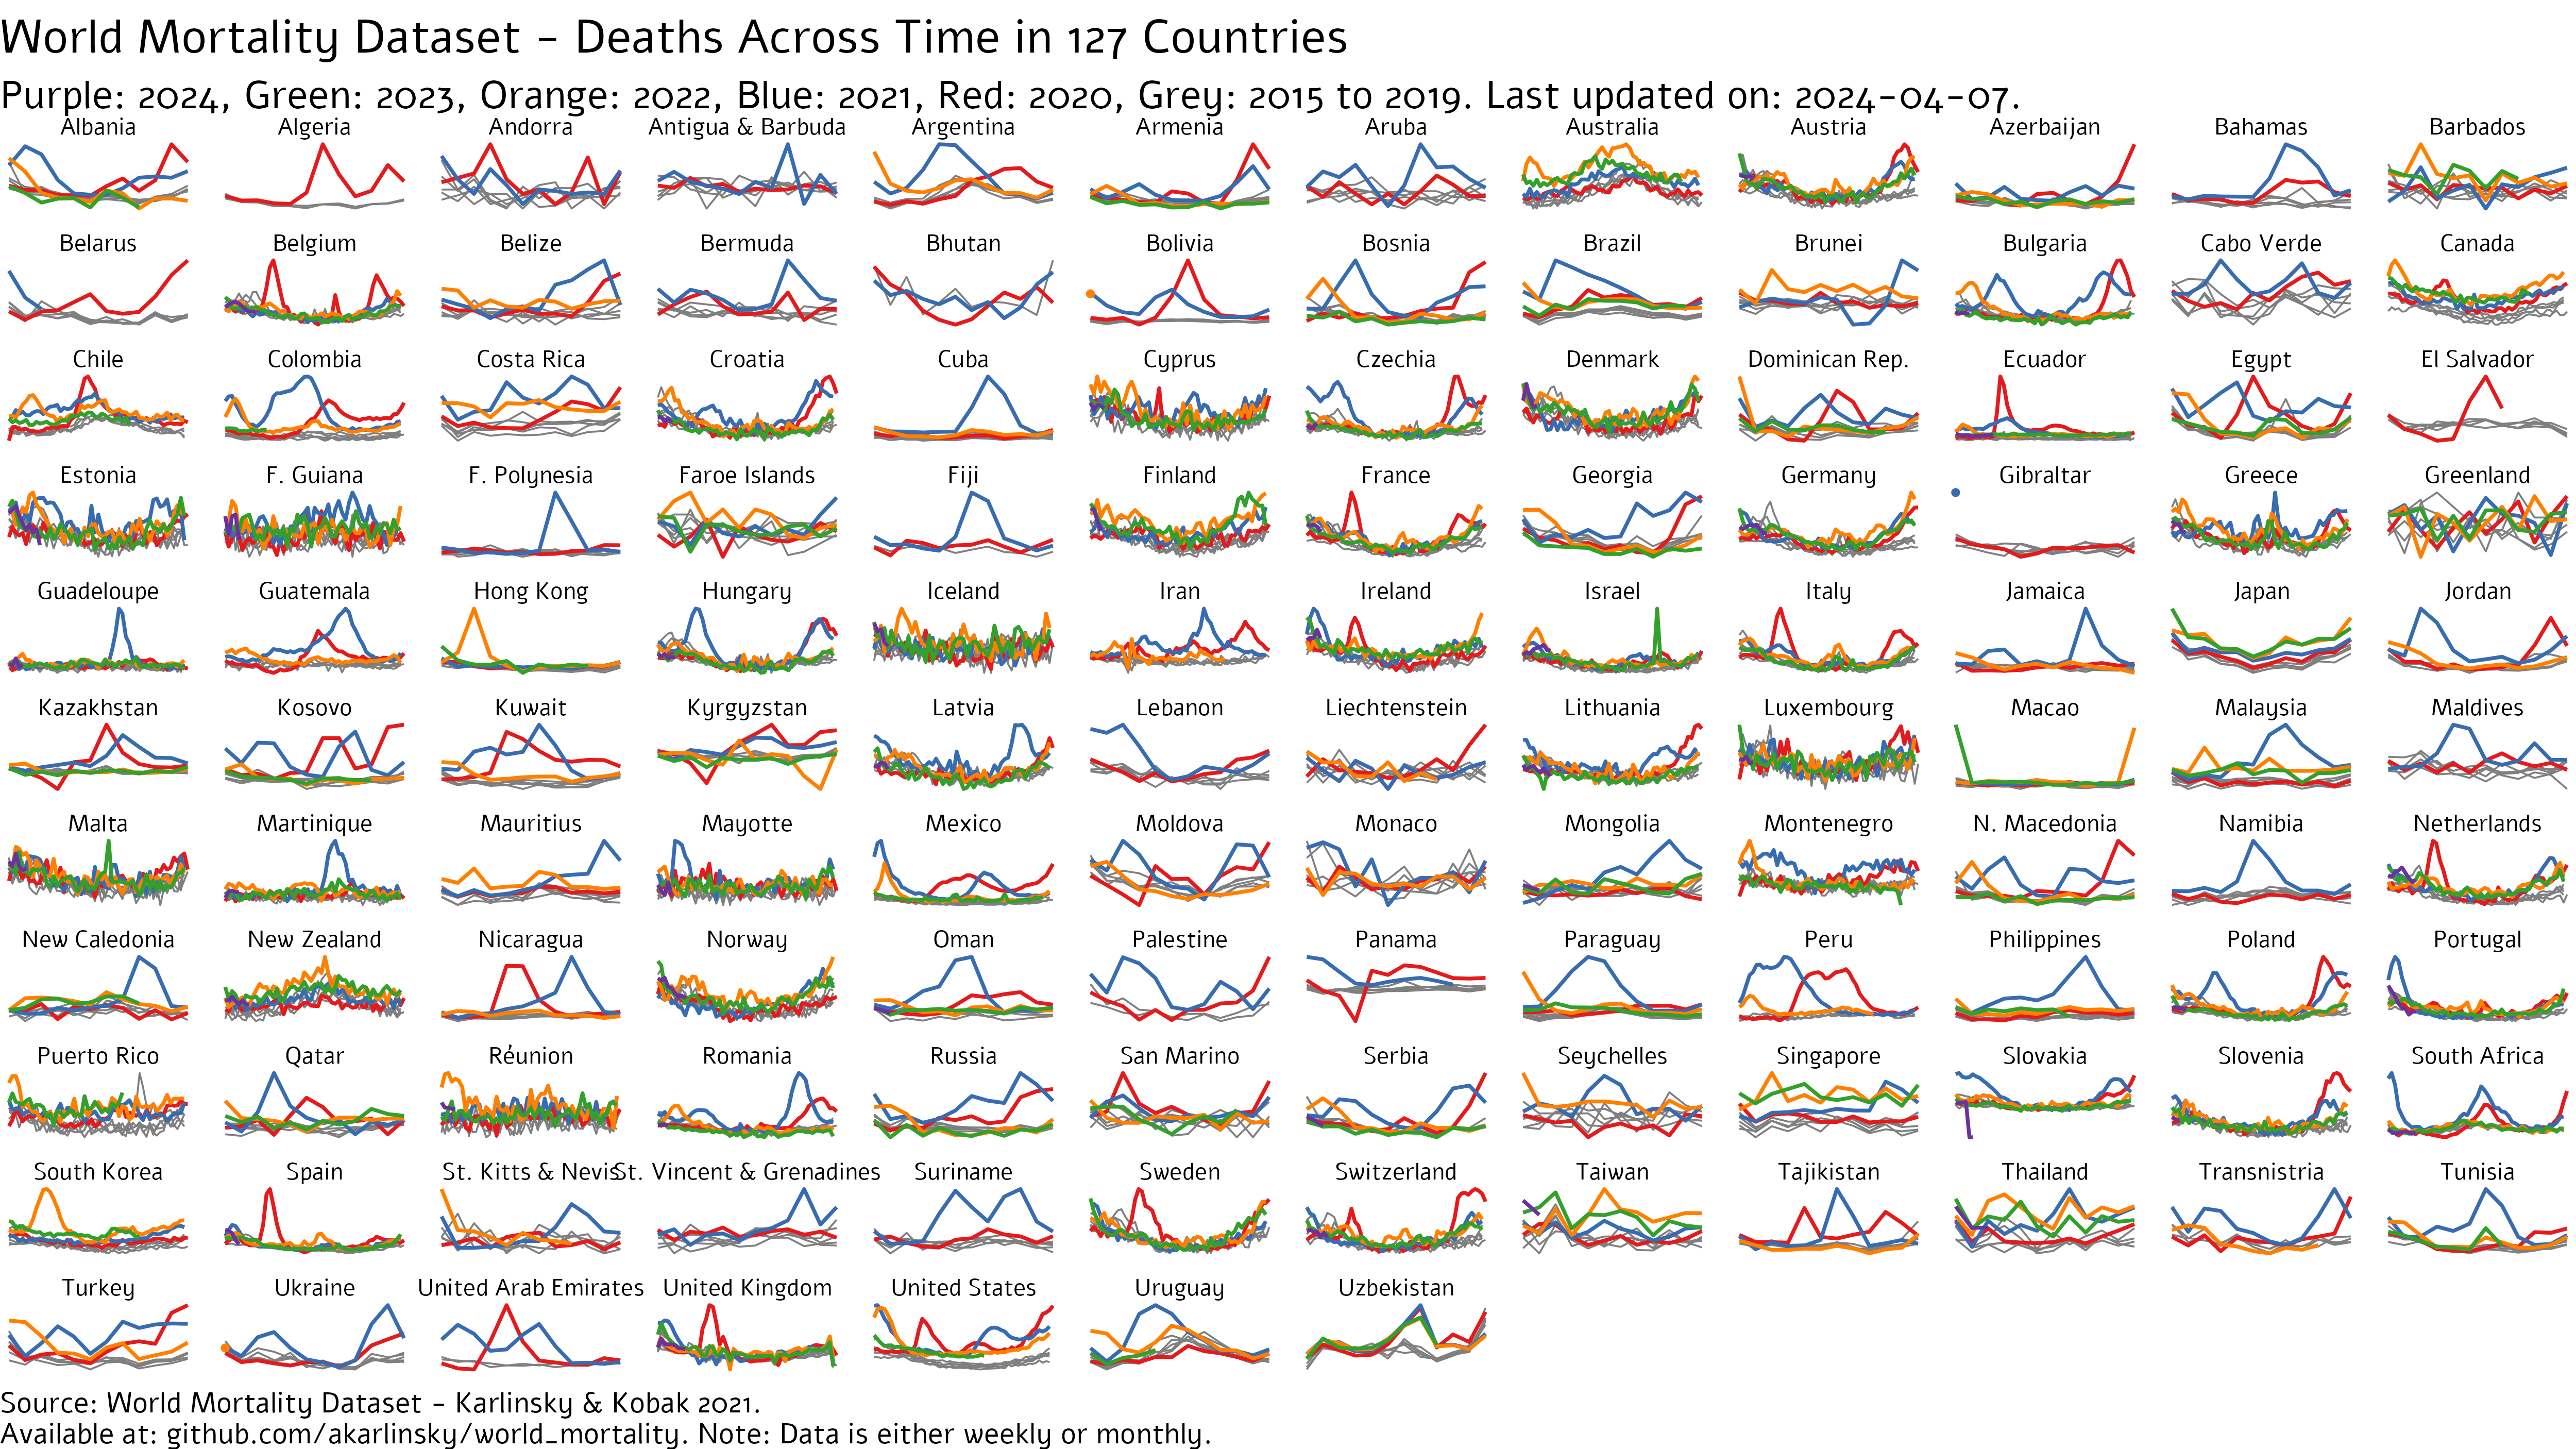 World Mortality Dataset - Deaths Across Time in 127 Countries
Purple: 2024, Green: 2023, Orange: 2022, Blue: 2021, Red: 2020, Grey: 2015 to 2019. Last updated on: 2024-04-07.
Albania Algeria Andorra Antigua & Barbuda Argentina Armenia Aruba Australia Austria Azerbaijan Bahamas Barbados
Belarus Belgium Belize Bermuda Bhutan Bolivia Bosnia Brazil Brunei Bulgaria Cabo Verde Canada
Chile Colombia Costa Rica Croatia Cuba Cyprus Czechia Denmark Dominican Rep. Ecuador Egypt El Salvador
Estonia F. Guiana F. Polynesia Faroe Islands Fiji Finland France Georgia Germany Gibraltar Greece Greenland
Guadeloupe Guatemala Hong Kong Hungary Iceland Iran Ireland Israel Italy Jamaica Japan Jordan
Kazakhstan Kosovo Kuwait Kyrgyzstan Latvia Lebanon Liechtenstein Lithuania Luxembourg Macao Malaysia Maldives
Malta Martinique Mauritius Mayotte Mexico Moldova Monaco Mongolia Montenegro N. Macedonia Namibia Netherlands
New Caledonia New Zealand Nicaragua Norway Oman Palestine Panama Paraguay Peru Philippines Poland Portugal
Puerto Rico Qatar Réunion Romania Russia San Marino Serbia Seychelles Singapore Slovakia Slovenia South Africa
South Korea Spain St. Kitts & Nevis St. Vincent & Grenadines Suriname Sweden Switzerland Taiwan Tajikistan Thailand Transnistria Tunisia
Turkey Ukraine United Arab Emirates United Kingdom United States Uruguay Uzbekistan
Source: World Mortality Dataset - Karlinsky & Kobak 2021.
Available at: github.com/akarlinsky/world_mortality. Note: Data is either weekly or monthly.